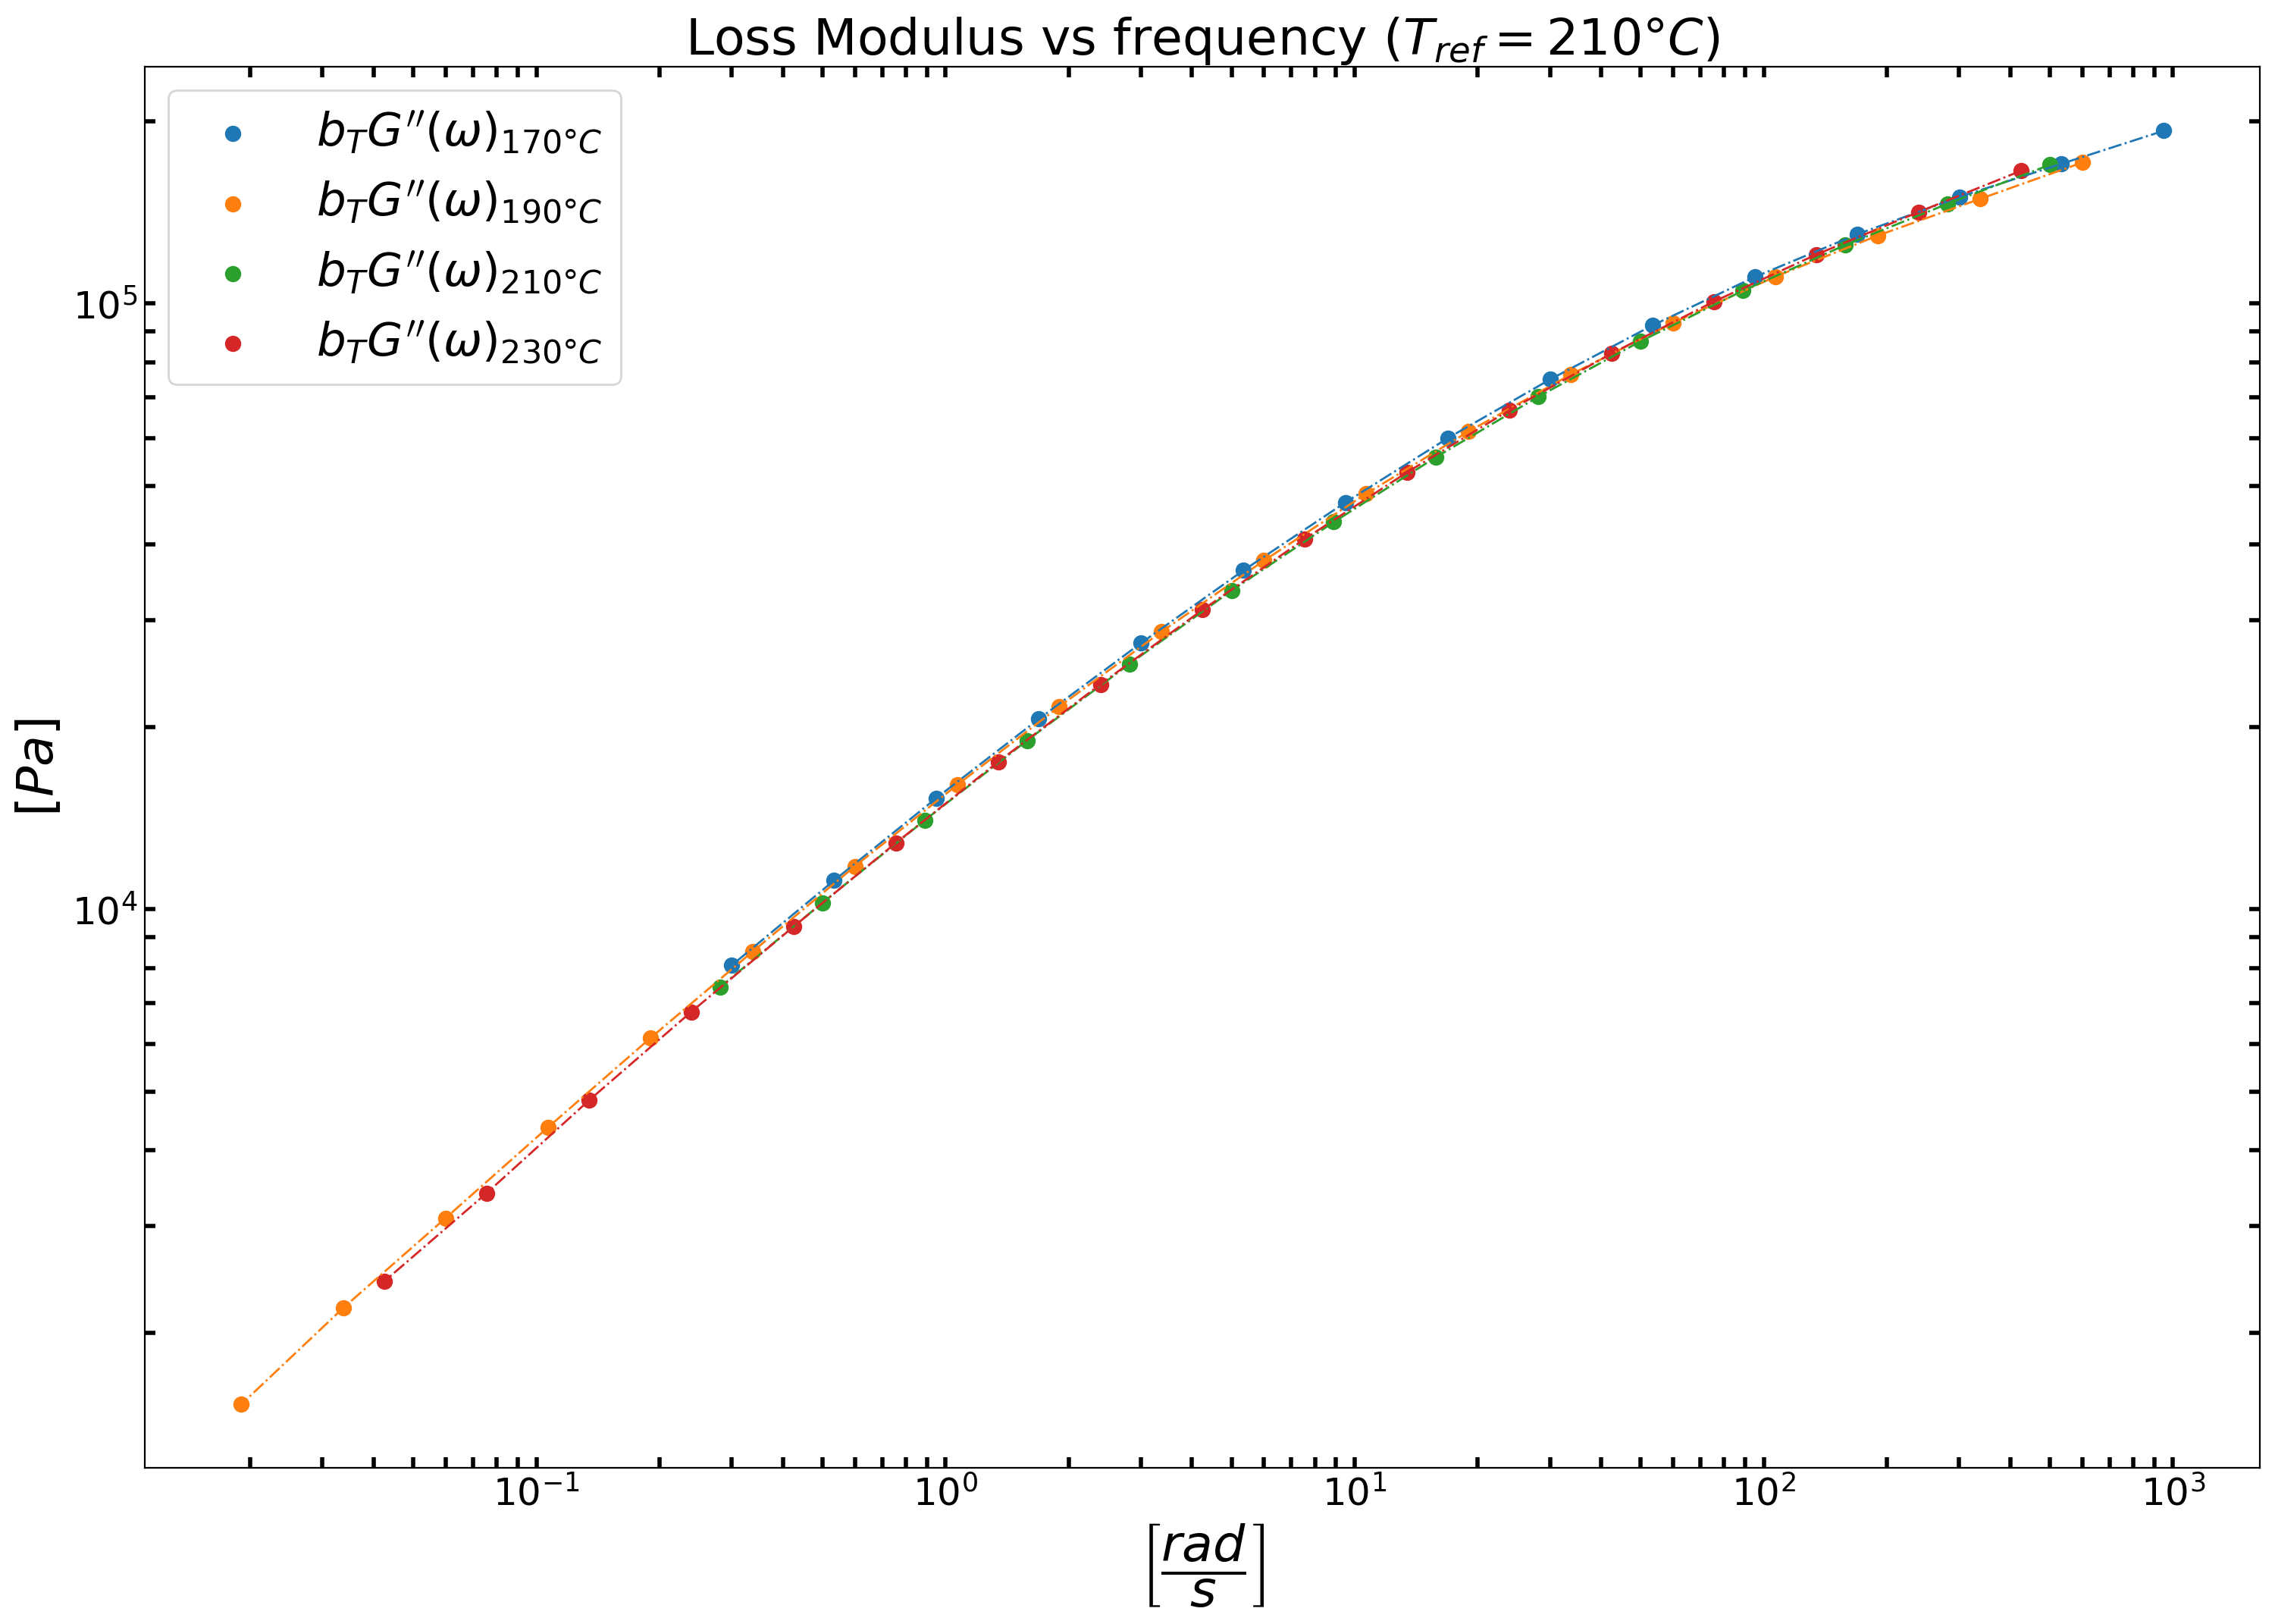 Loss Modulus vs frequency (T_ref = 210°C)
b_T G″(ω)_170°C
b_T G″(ω)_190°C
b_T G″(ω)_210°C
b_T G″(ω)_230°C
10^5
10^4
[Pa]
10^−1 10^0 10^1 10^2 10^3
[rad/s]